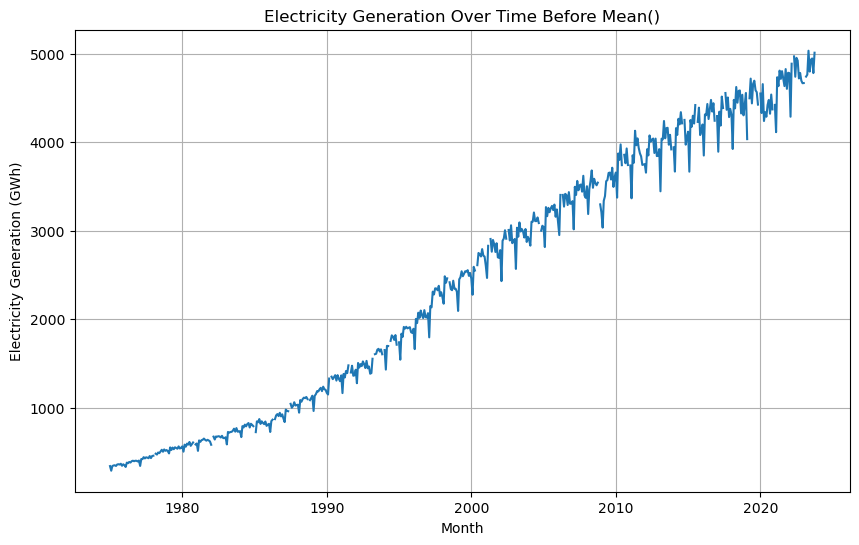 Electricity Generation Over Time Before Mean()
Electricity Generation (GWh)
5000
4000
3000
2000
1000
1980 1990 2000 2010 2020
Month